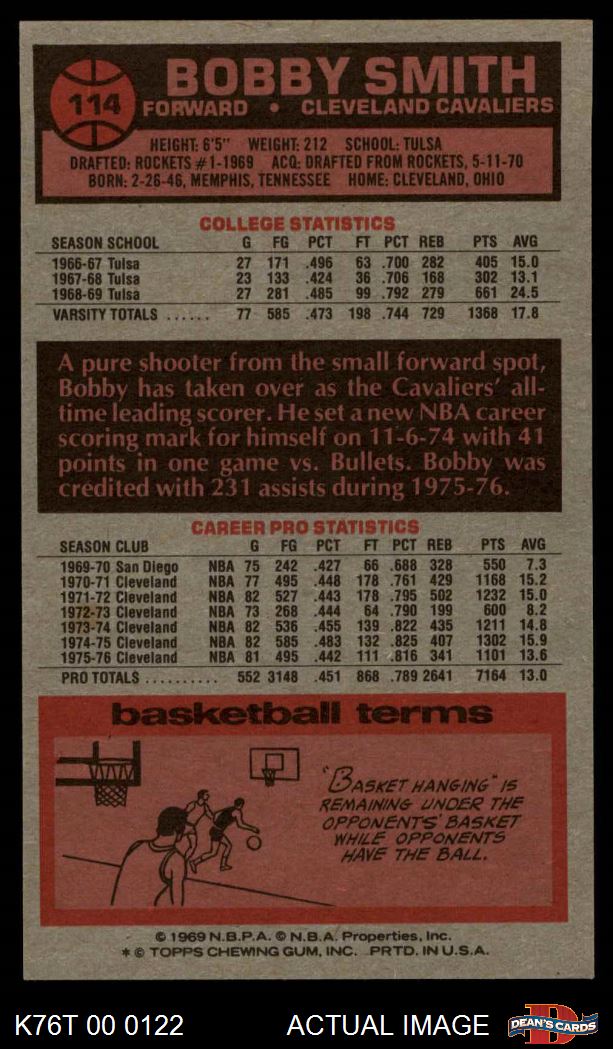 114
BOBBY SMITH
FORWARD • CLEVELAND CAVALIERS
HEIGHT: 6'5" WEIGHT: 212 SCHOOL: TULSA
DRAFTED: ROCKETS #1-1969 ACQ: DRAFTED FROM ROCKETS, 5-11-70
BORN: 2-26-46, MEMPHIS, TENNESSEE HOME: CLEVELAND, OHIO
COLLEGE STATISTICS
SEASON SCHOOL G FG PCT FT PCT REB PTS AVG
1966-67 Tulsa 27 171 .496 63 .700 282 405 15.0
1967-68 Tulsa 23 133 .424 36 .706 168 302 13.1
1968-69 Tulsa 27 281 .485 99 .792 279 661 24.5
VARSITY TOTALS ...... 77 585 .473 198 .744 729 1368 17.8
A pure shooter from the small forward spot,
Bobby has taken over as the Cavaliers' all-
time leading scorer. He set a new NBA career
scoring mark for himself on 11-6-74 with 41
points in one game vs. Bullets. Bobby was
credited with 231 assists during 1975-76.
CAREER PRO STATISTICS
SEASON CLUB G FG PCT FT PCT REB PTS AVG
1969-70 San Diego NBA 75 242 .427 66 .688 328 550 7.3
1970-71 Cleveland NBA 77 495 .448 178 .761 429 1168 15.2
1971-72 Cleveland NBA 82 527 .443 178 .795 502 1232 15.0
1972-73 Cleveland NBA 73 268 .444 64 .790 199 600 8.2
1973-74 Cleveland NBA 82 536 .455 139 .822 435 1211 14.8
1974-75 Cleveland NBA 82 585 .483 132 .825 407 1302 15.9
1975-76 Cleveland NBA 81 495 .442 111 .816 341 1101 13.6
PRO TOTALS .......... 552 3148 .451 868 .789 2641 7164 13.0
basketball terms
"BASKET HANGING" IS
REMAINING UNDER THE
OPPONENTS' BASKET
WHILE OPPONENTS
HAVE THE BALL.
© 1969 N.B.P.A. © N.B.A. Properties, Inc.
* © TOPPS CHEWING GUM, INC. PRTD. IN U.S.A.
K76T 00 0122 ACTUAL IMAGE D DEAN'S CARDS